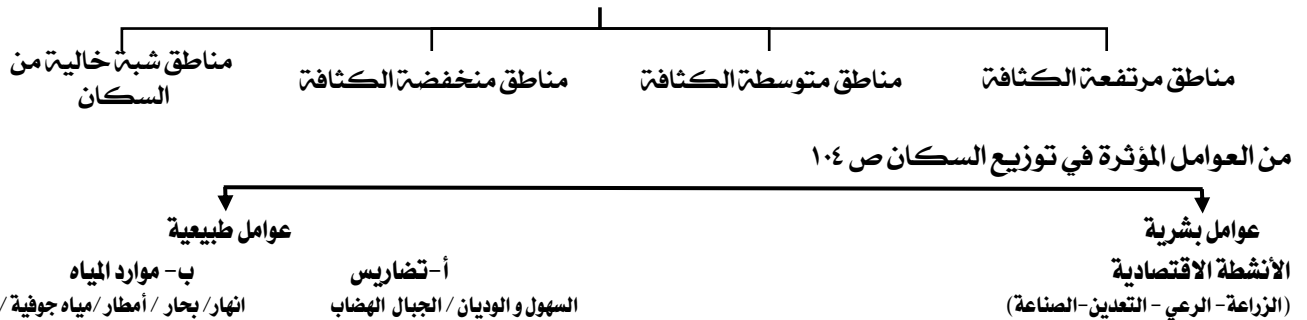 مناطق مرتفعة الكثافة
مناطق متوسطة الكثافة
مناطق منخفضة الكثافة
مناطق شبة خالية من
السكان
من العوامل المؤثرة في توزيع السكان ص ١٠٤
عوامل بشرية
عوامل طبيعية
الأنشطة الاقتصادية
أ-تضاريس
ب- موارد المياه
(الزراعة- الرعي - التعدين-الصناعة)
السهول و الوديان / الجبال الهضاب
انهار/ بحار / أمطار /مياه جوفية /